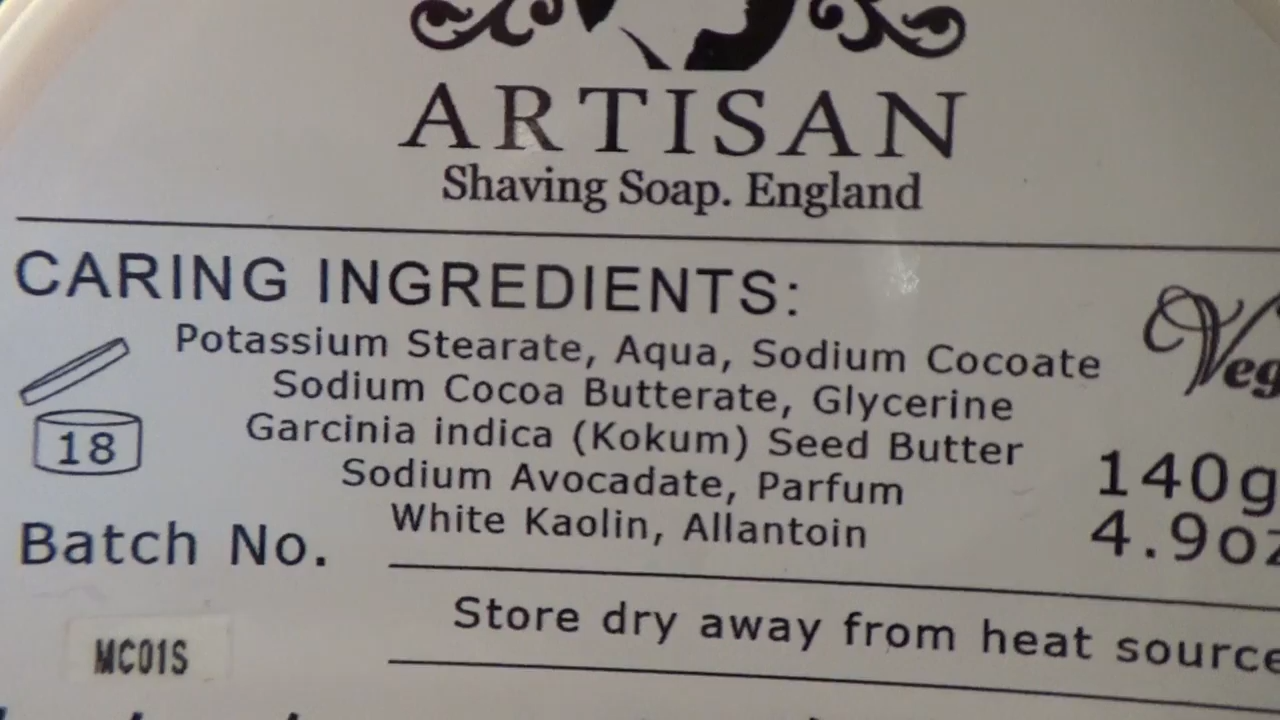 ARTISAN
Shaving Soap. England
CARING INGREDIENTS:
Potassium Stearate, Aqua, Sodium Cocoate
Sodium Cocoa Butterate, Glycerine
Garcinia indica (Kokum) Seed Butter
Sodium Avocadate, Parfum
White Kaolin, Allantoin
Veg
18
140g
4.9oz
Batch No.
MC01S
Store dry away from heat source